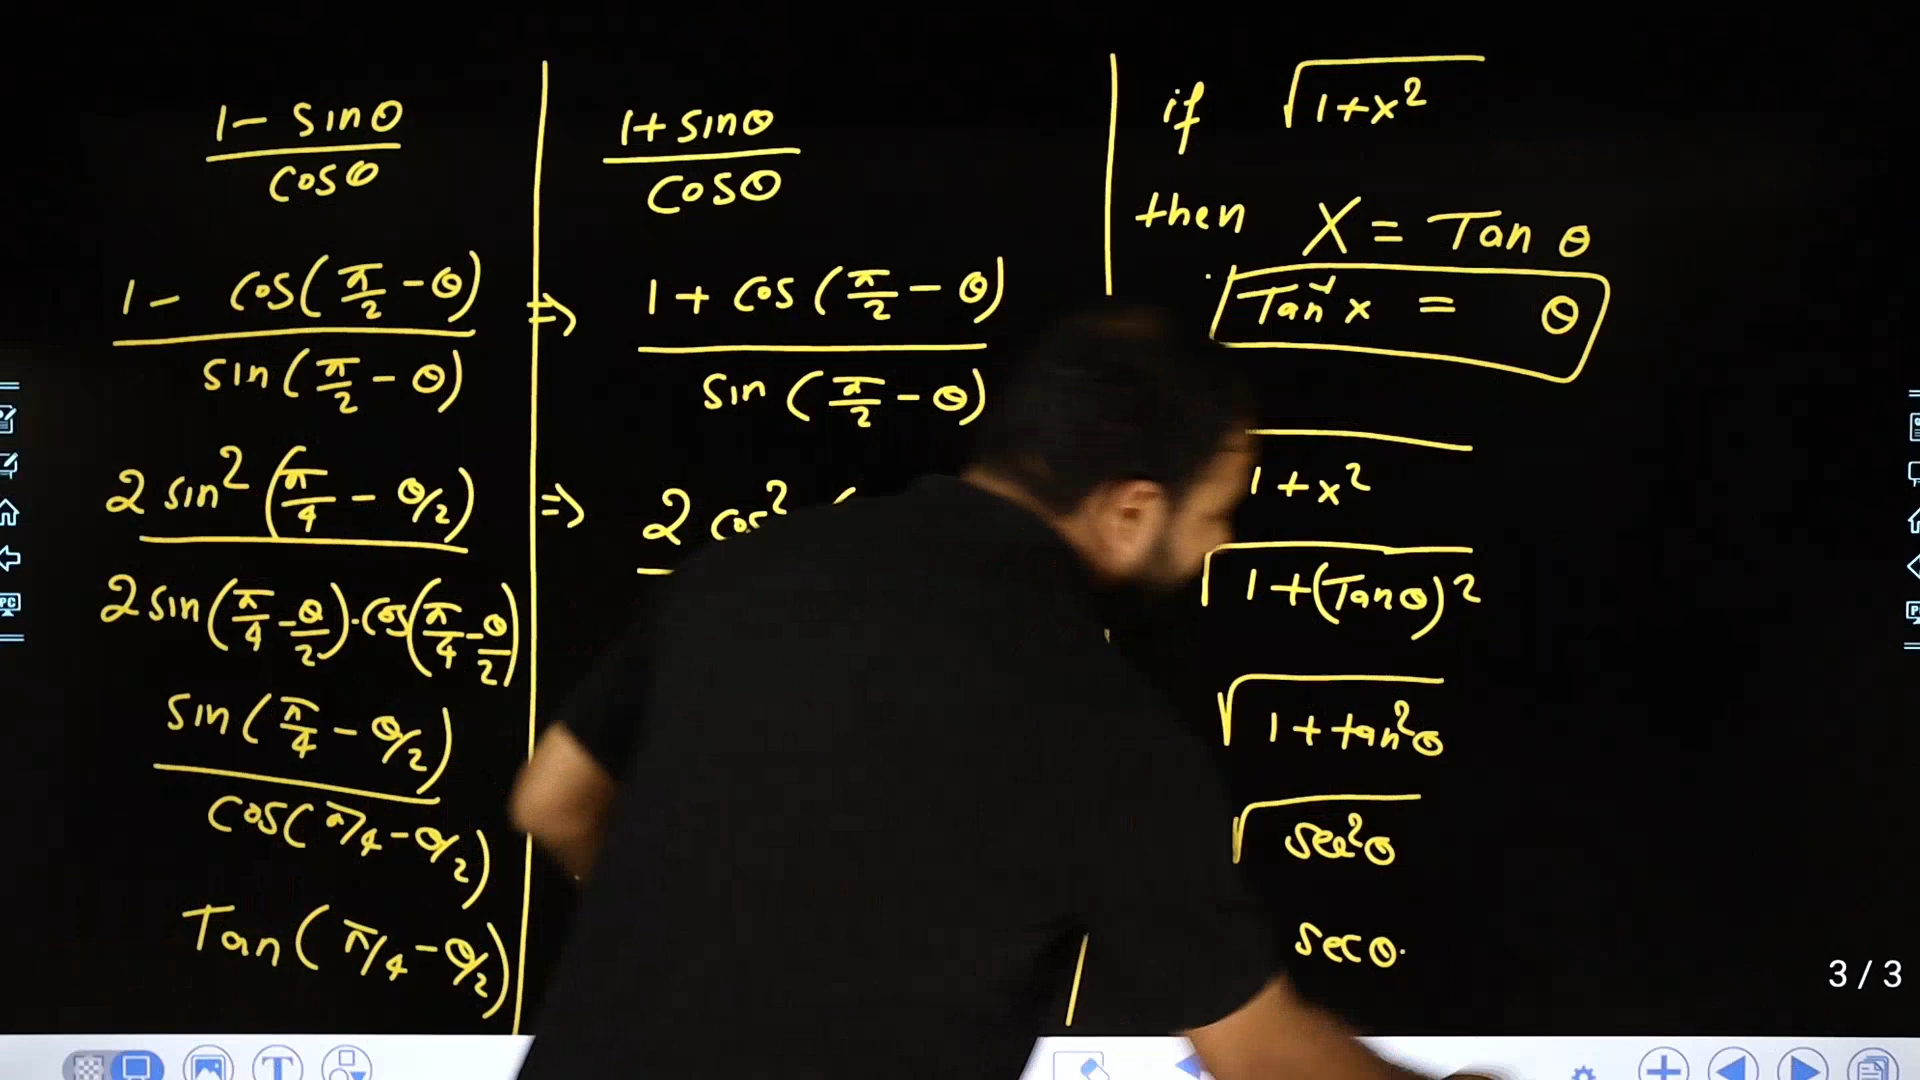 1 - sinθ
cosθ
1 - cos(π/2 - θ)
sin(π/2 - θ)
2 sin² (π/4 - θ/2)
2 sin(π/4 - θ/2)·cos(π/4 - θ/2)
sin(π/4 - θ/2)
cos(π/4 - θ/2)
Tan(π/4 - θ/2)
1 + sinθ
cosθ
⇒ 1 + cos(π/2 - θ)
sin(π/2 - θ)
⇒ 2 cos² (
if √1+x²
then X = Tan θ
Tan⁻¹ x = θ
1 + x²
√1 + (Tanθ)²
√1 + tan²θ
√sec²θ
secθ.
3 / 3
PC
T